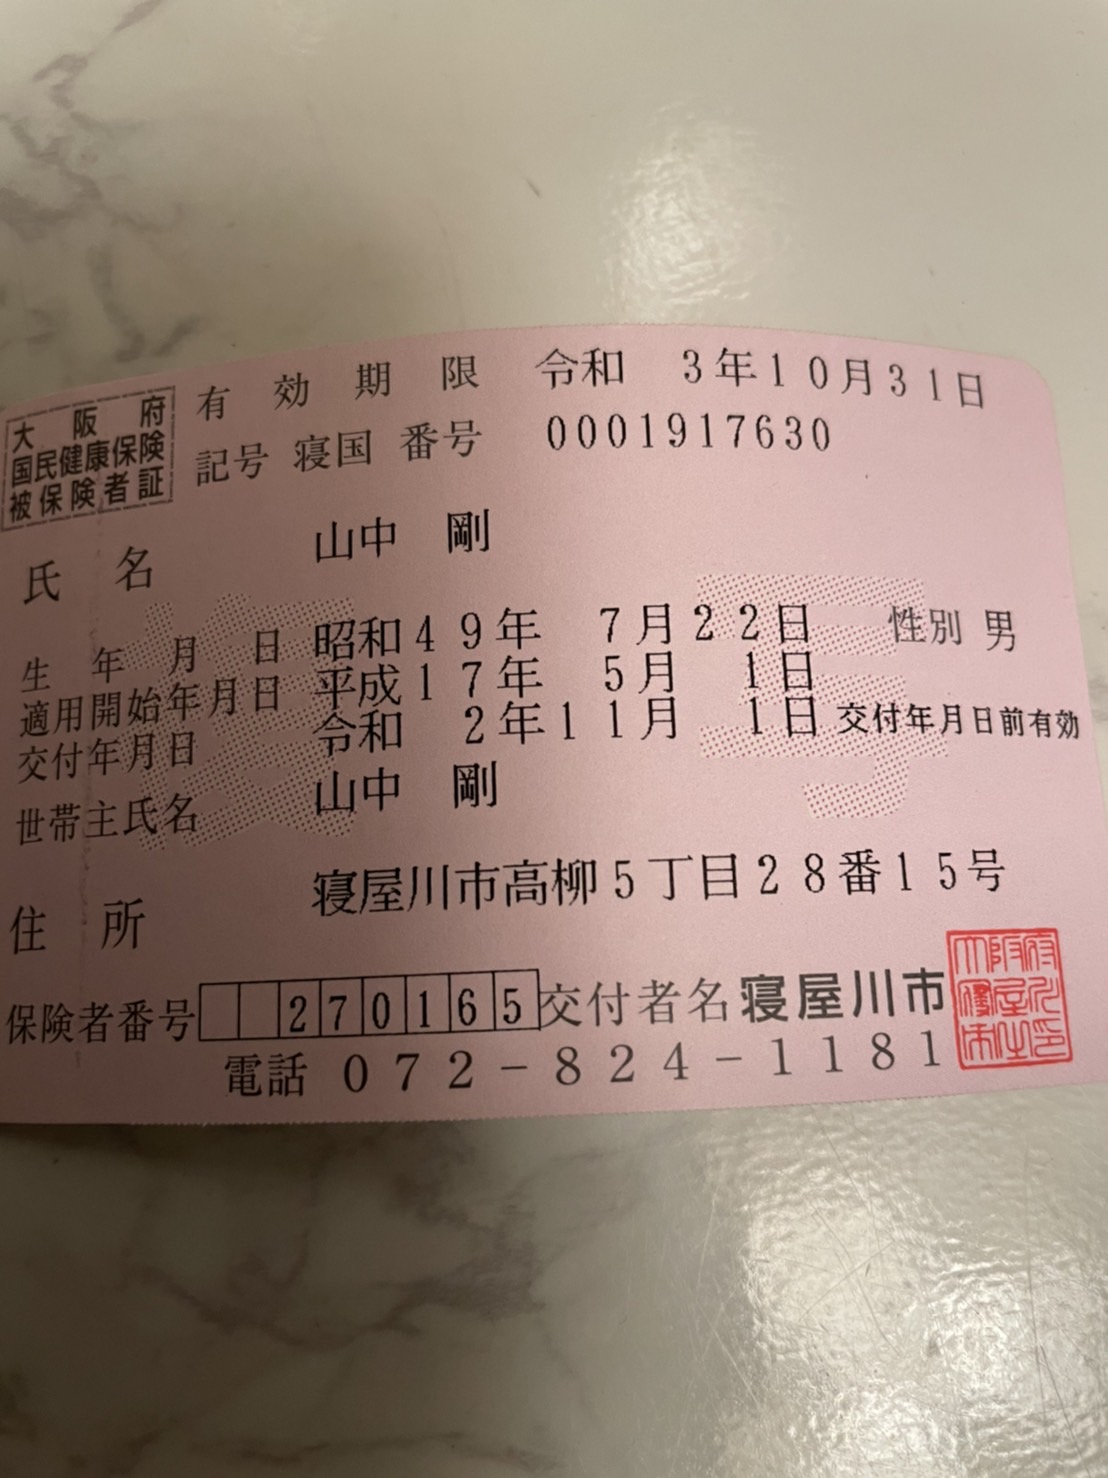 大阪府
国民健康保険
被保険者証
有効期限 令和 3年10月31日
記号 寝国 番号 0001917630
氏名 山中 剛
生年月日 昭和49年 7月22日 性別 男
適用開始年月日 平成17年 5月 1日
交付年月日 令和 2年11月 1日 交付年月日前有効
世帯主氏名 山中 剛
住所 寝屋川市高柳5丁目28番15号
保険者番号 270165 交付者名 寝屋川市
電話 072-824-1181